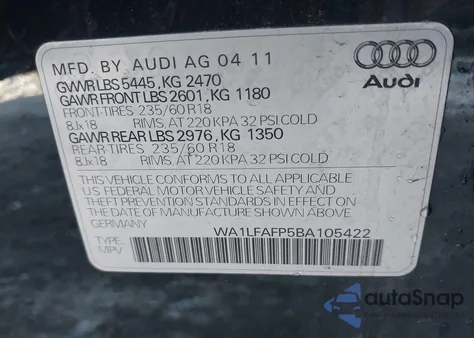 MFD. BY AUDI AG 04 11
GVWR LBS 5445, KG 2470
GAWR FRONT LBS 2601, KG 1180
FRONT-TIRES 235/60 R18
8Jx18 RIMS, AT 220 KPA 32 PSI COLD
GAWR REAR LBS 2976, KG 1350
REAR-TIRES 235/60 R18
8Jx18 RIMS, AT 220 KPA 32 PSI COLD
Audi
THIS VEHICLE CONFORMS TO ALL APPLICABLE
U.S. FEDERAL MOTOR VEHICLE SAFETY AND
THEFT PREVENTION STANDARDS IN EFFECT ON
THE DATE OF MANUFACTURE SHOWN ABOVE
GERMANY
WA1LFAFP5BA105422
TYPE:
MPV
autoSnap